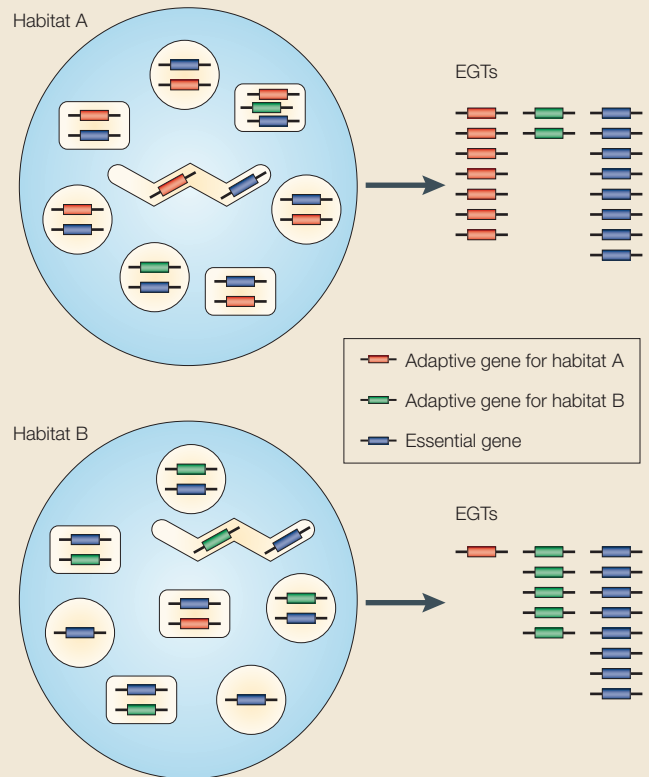 Habitat A
EGTs
Adaptive gene for habitat A
Adaptive gene for habitat B
Essential gene
Habitat B
EGTs